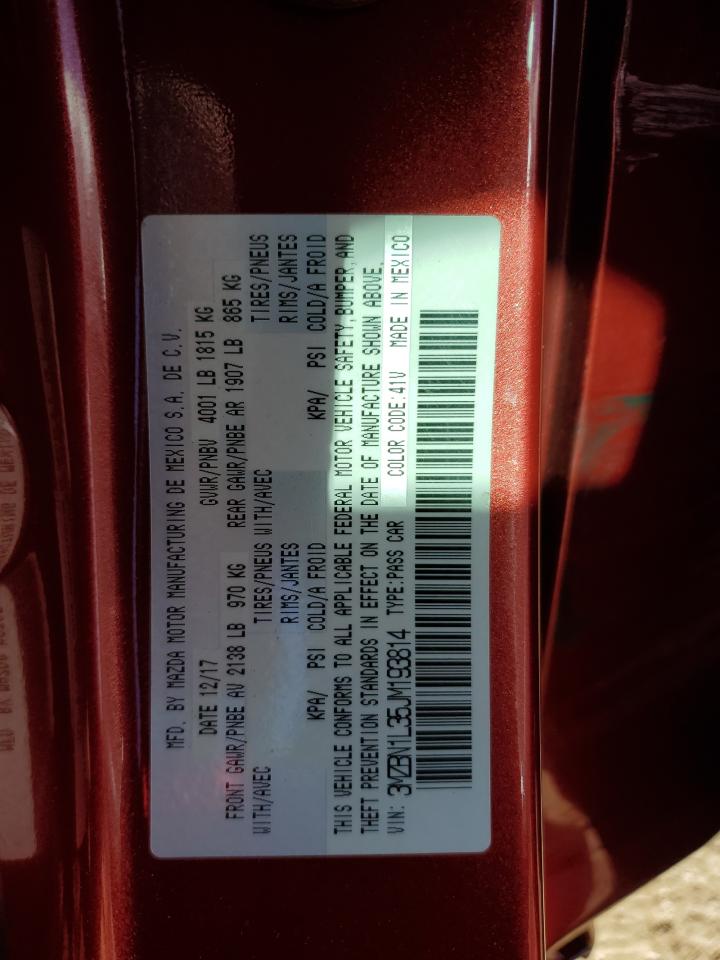 MFD. BY MAZDA MOTOR MANUFACTURING DE MEXICO S.A. DE C.V.
DATE 12/17 GVWR/PNBV 4001 LB 1815 KG
FRONT GAWR/PNBE AV 2138 LB 970 KG REAR GAWR/PNBE AR 1907 LB 865 KG
WITH/AVEC TIRES/PNEUS WITH/AVEC TIRES/PNEUS
RIMS/JANTES RIMS/JANTES
KPA/ PSI COLD/A FROID KPA/ PSI COLD/A FROID
THIS VEHICLE CONFORMS TO ALL APPLICABLE FEDERAL MOTOR VEHICLE SAFETY,BUMPER,AND
THEFT PREVENTION STANDARDS IN EFFECT ON THE DATE OF MANUFACTURE SHOWN ABOVE.
VIN: 3MZBN1L35JM193814 TYPE:PASS CAR COLOR CODE:41V MADE IN MEXICO